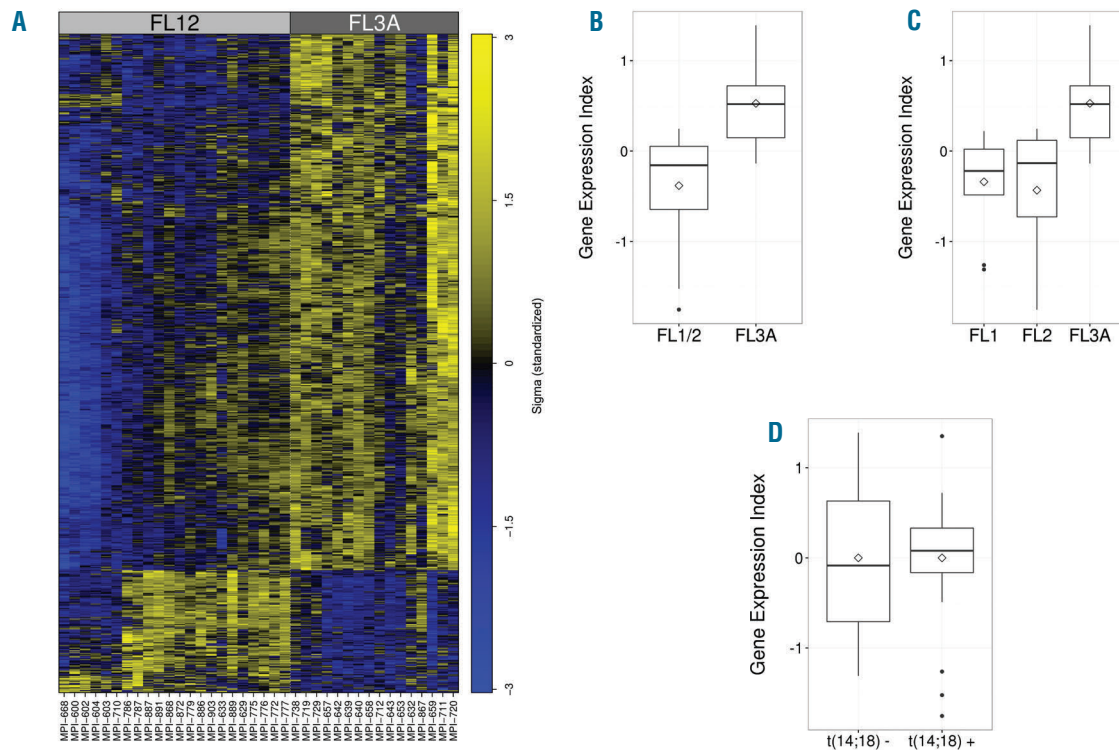 A
FL12
FL3A
3
1.5
0
−1.5
−3
Sigma (standardized)
MPI−668
MPI−600
MPI−602
MPI−604
MPI−603
MPI−710
MPI−786
MPI−787
MPI−887
MPI−891
MPI−868
MPI−872
MPI−779
MPI−886
MPI−903
MPI−633
MPI−889
MPI−629
MPI−775
MPI−776
MPI−772
MPI−777
MPI−738
MPI−719
MPI−729
MPI−657
MPI−642
MPI−639
MPI−640
MPI−658
MPI−712
MPI−643
MPI−653
MPI−632
MPI−867
MPI−659
MPI−711
MPI−720
B
Gene Expression Index
1
0
-1
FL1/2
FL3A
C
Gene Expression Index
1
0
-1
FL1
FL2
FL3A
D
Gene Expression Index
1
0
-1
t(14;18) -
t(14;18) +